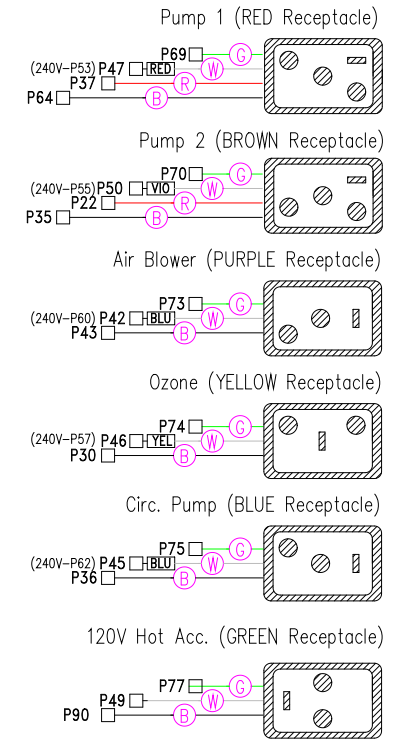 Pump 1 (RED Receptacle)
P69 G
(240V-P53) P47 RED W
P37 R
P64 B
Pump 2 (BROWN Receptacle)
P70 G
(240V-P55) P50 VIO W
P22 R
P35 B
Air Blower (PURPLE Receptacle)
P73 G
(240V-P60) P42 BLU W
P43 B
Ozone (YELLOW Receptacle)
P74 G
(240V-P57) P46 YEL W
P30 B
Circ. Pump (BLUE Receptacle)
P75 G
(240V-P62) P45 BLU W
P36 B
120V Hot Acc. (GREEN Receptacle)
P77 G
P49 W
P90 B